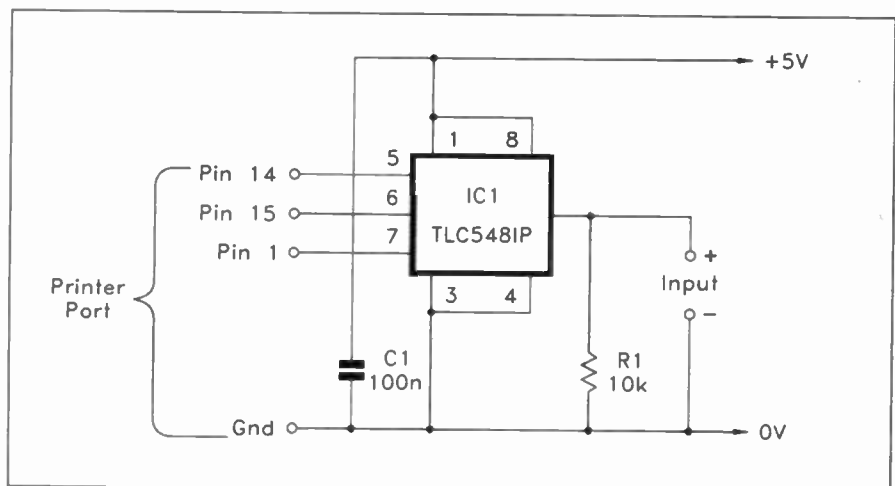 +5V
1 8
5
Pin 14
6
IC1
Pin 15
TLC548IP
7
Pin 1
+
Input
-
3 4
Printer
Port
C1
100n
R1
10k
Gnd
0V